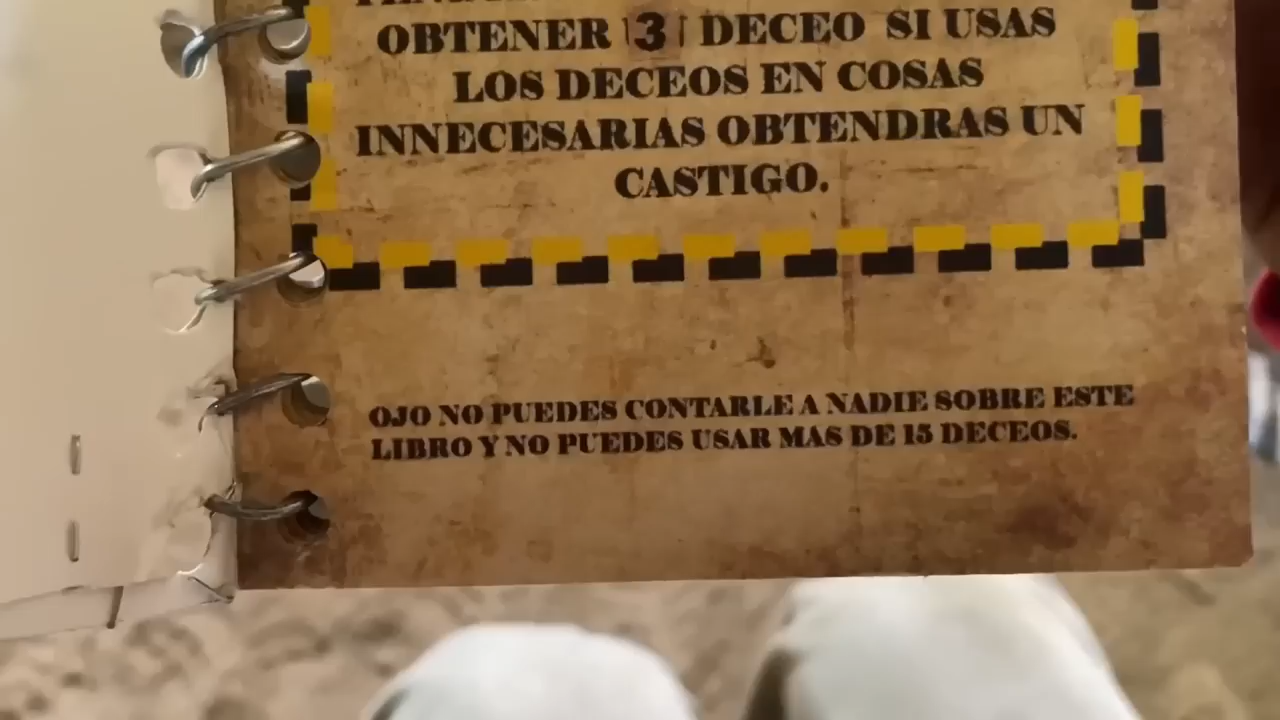 OBTENER 3 DECEO SI USAS
LOS DECEOS EN COSAS
INNECESARIAS OBTENDRAS UN
CASTIGO.
OJO NO PUEDES CONTARLE A NADIE SOBRE ESTE
LIBRO Y NO PUEDES USAR MAS DE 15 DECEOS.